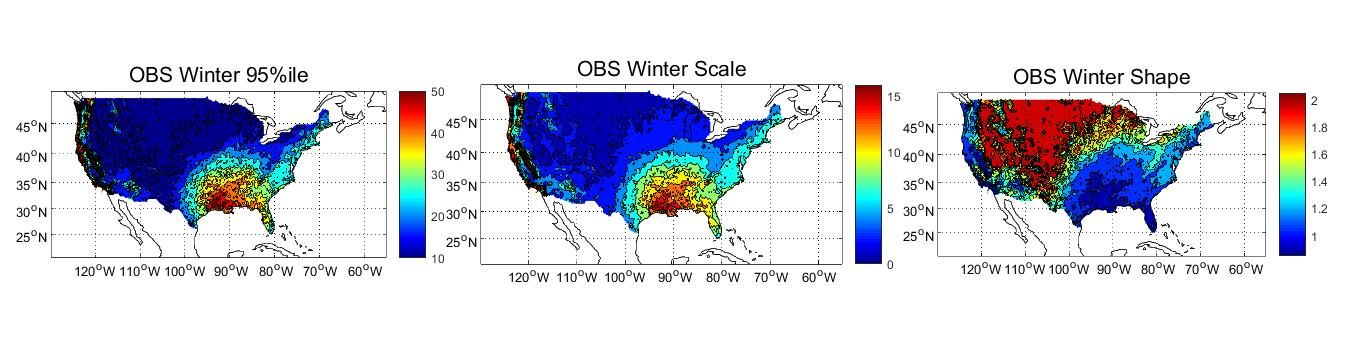 OBS Winter 95%ile
45°N
40°N
35°N
30°N
25°N
120°W 110°W 100°W 90°W 80°W 70°W 60°W
50
40
30
20
10
OBS Winter Scale
45°N
40°N
35°N
30°N
25°N
120°W 110°W 100°W 90°W 80°W 70°W 60°W
15
10
5
0
OBS Winter Shape
45°N
40°N
35°N
30°N
25°N
120°W 110°W 100°W 90°W 80°W 70°W 60°W
2
1.8
1.6
1.4
1.2
1